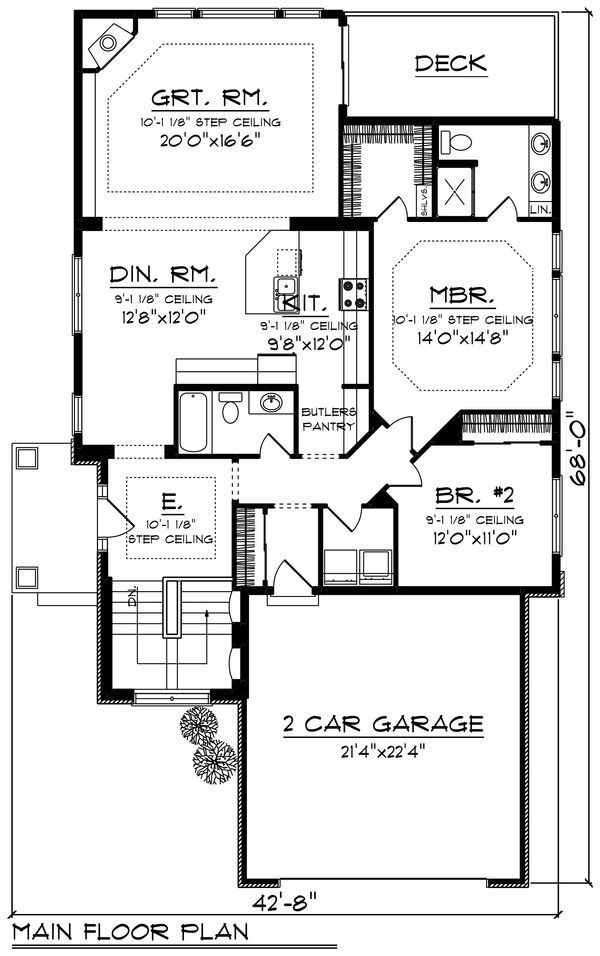 DECK
GRT. RM.
10'-1 1/8" STEP CEILING
20'0"x16'6"
SHLVS.
LIN.
DIN. RM.
9'-1 1/8" CEILING
12'8"x12'0"
KIT.
9'-1 1/8" CEILING
9'8"x12'0"
MBR.
10'-1 1/8" STEP CEILING
14'0"x14'8"
BUTLERS
PANTRY
68'-0"
E.
10'-1 1/8"
STEP CEILING
BR. #2
9'-1 1/8" CEILING
12'0"x11'0"
DN.
2 CAR GARAGE
21'4"x22'4"
42'-8"
MAIN FLOOR PLAN